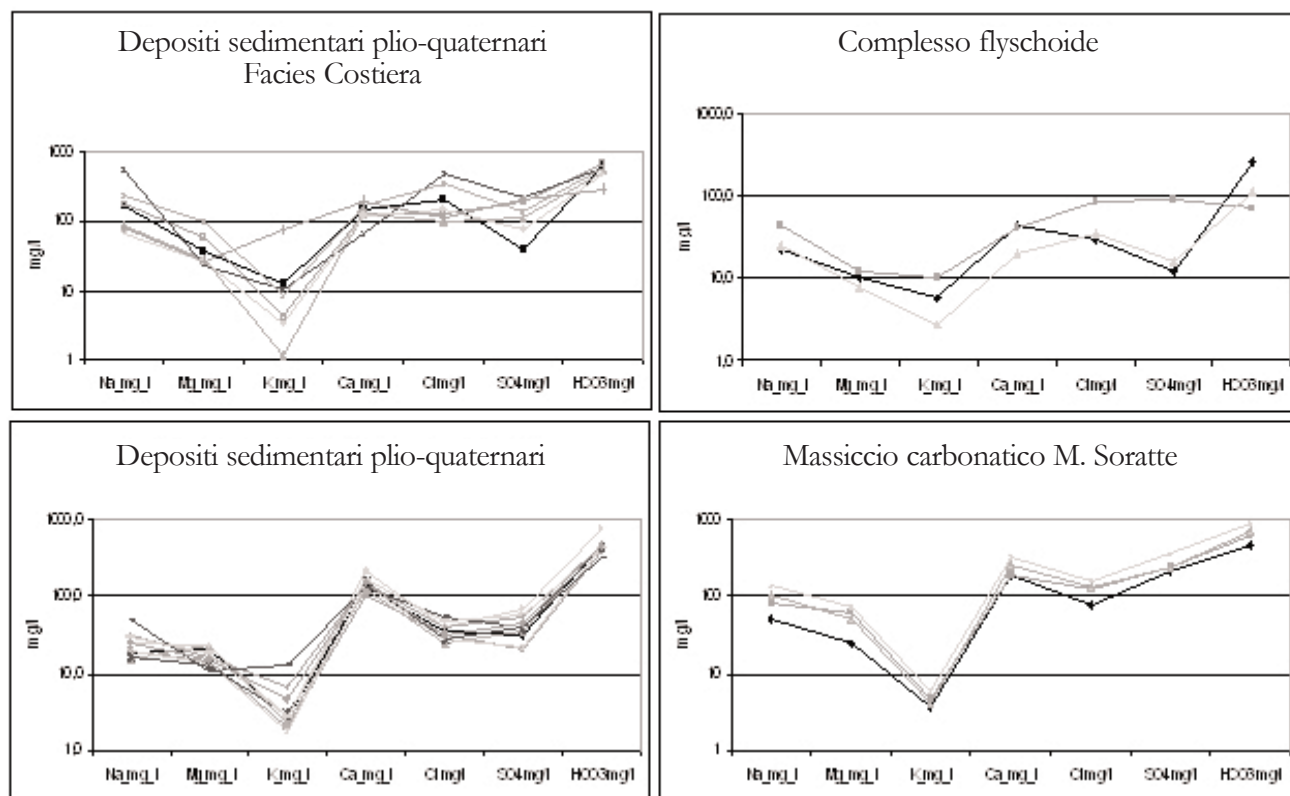 Depositi sedimentari plio-quaternari
Facies Costiera
1000
100
10
1
mg/l
Na_mg_l Mg_mg_l K_mg_l Ca_mg_l Cl mg/l SO4 mg/l HCO3 mg/l
Complesso flyschoide
1000,0
100,0
10,0
1,0
mg/l
Na_mg_l Mg_mg_l K_mg_l Ca_mg_l Cl mg/l SO4 mg/l HCO3 mg/l
Depositi sedimentari plio-quaternari
1000,0
100,0
10,0
1,0
mg/l
Na_mg_l Mg_mg_l K_mg_l Ca_mg_l Cl mg/l SO4 mg/l HCO3 mg/l
Massiccio carbonatico M. Soratte
1000
100
10
1
mg/l
Na_mg_l Mg_mg_l K_mg_l Ca_mg_l Cl mg/l SO4 mg/l HCO3 mg/l